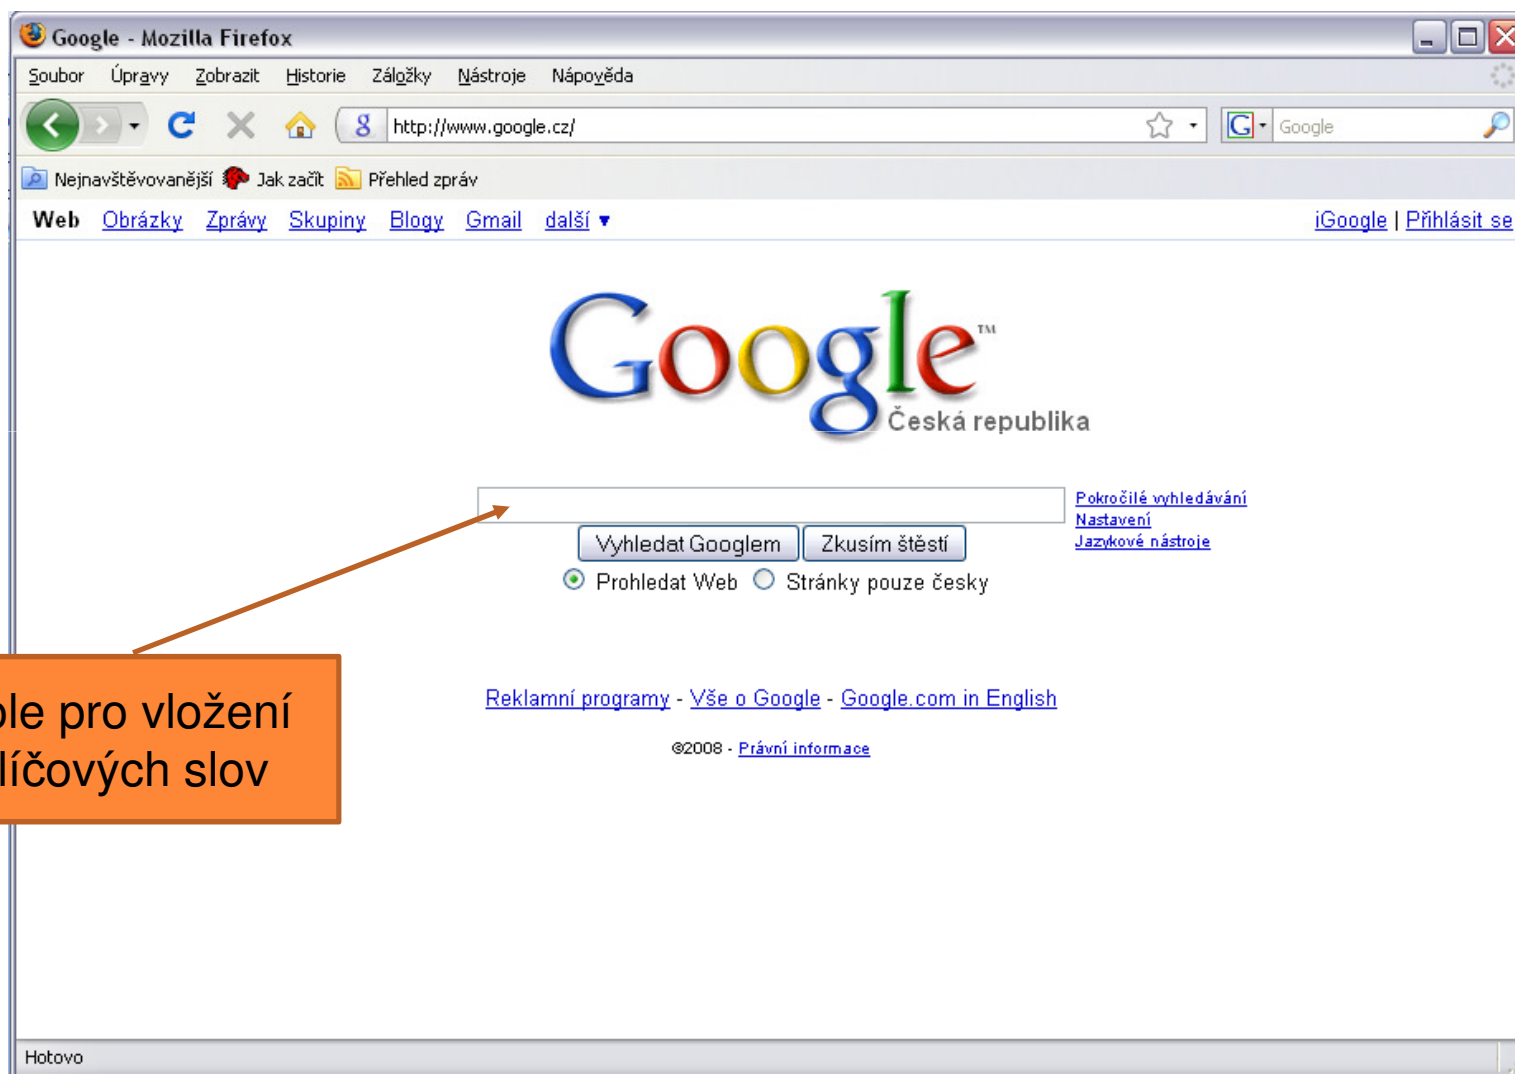 Google - Mozilla Firefox
Soubor Úpravy Zobrazit Historie Záložky Nástroje Nápověda
http://www.google.cz/ Google
Nejnavštěvovanější Jak začít Přehled zpráv
Web Obrázky Zprávy Skupiny Blogy Gmail další ▼ iGoogle | Přihlásit se
Google™
Česká republika
Pokročilé vyhledávání
Nastavení
Vyhledat Googlem Zkusím štěstí Jazykové nástroje
Prohledat Web Stránky pouze česky
ole pro vložení
líčových slov
Reklamní programy - Vše o Google - Google.com in English
©2008 - Právní informace
Hotovo